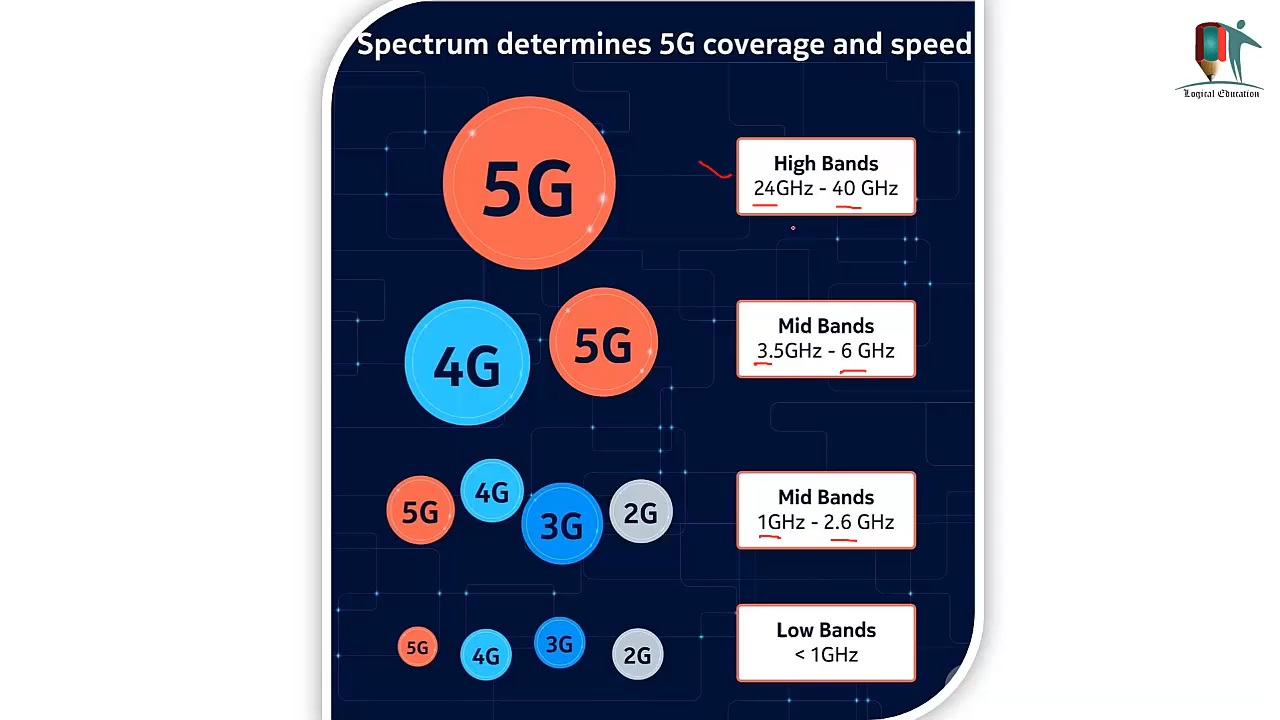 Spectrum determines 5G coverage and speed
Logical Education
5G
High Bands
24GHz - 40 GHz
4G
5G
Mid Bands
3.5GHz - 6 GHz
5G
4G
3G
2G
Mid Bands
1GHz - 2.6 GHz
5G
4G
3G
2G
Low Bands
< 1GHz